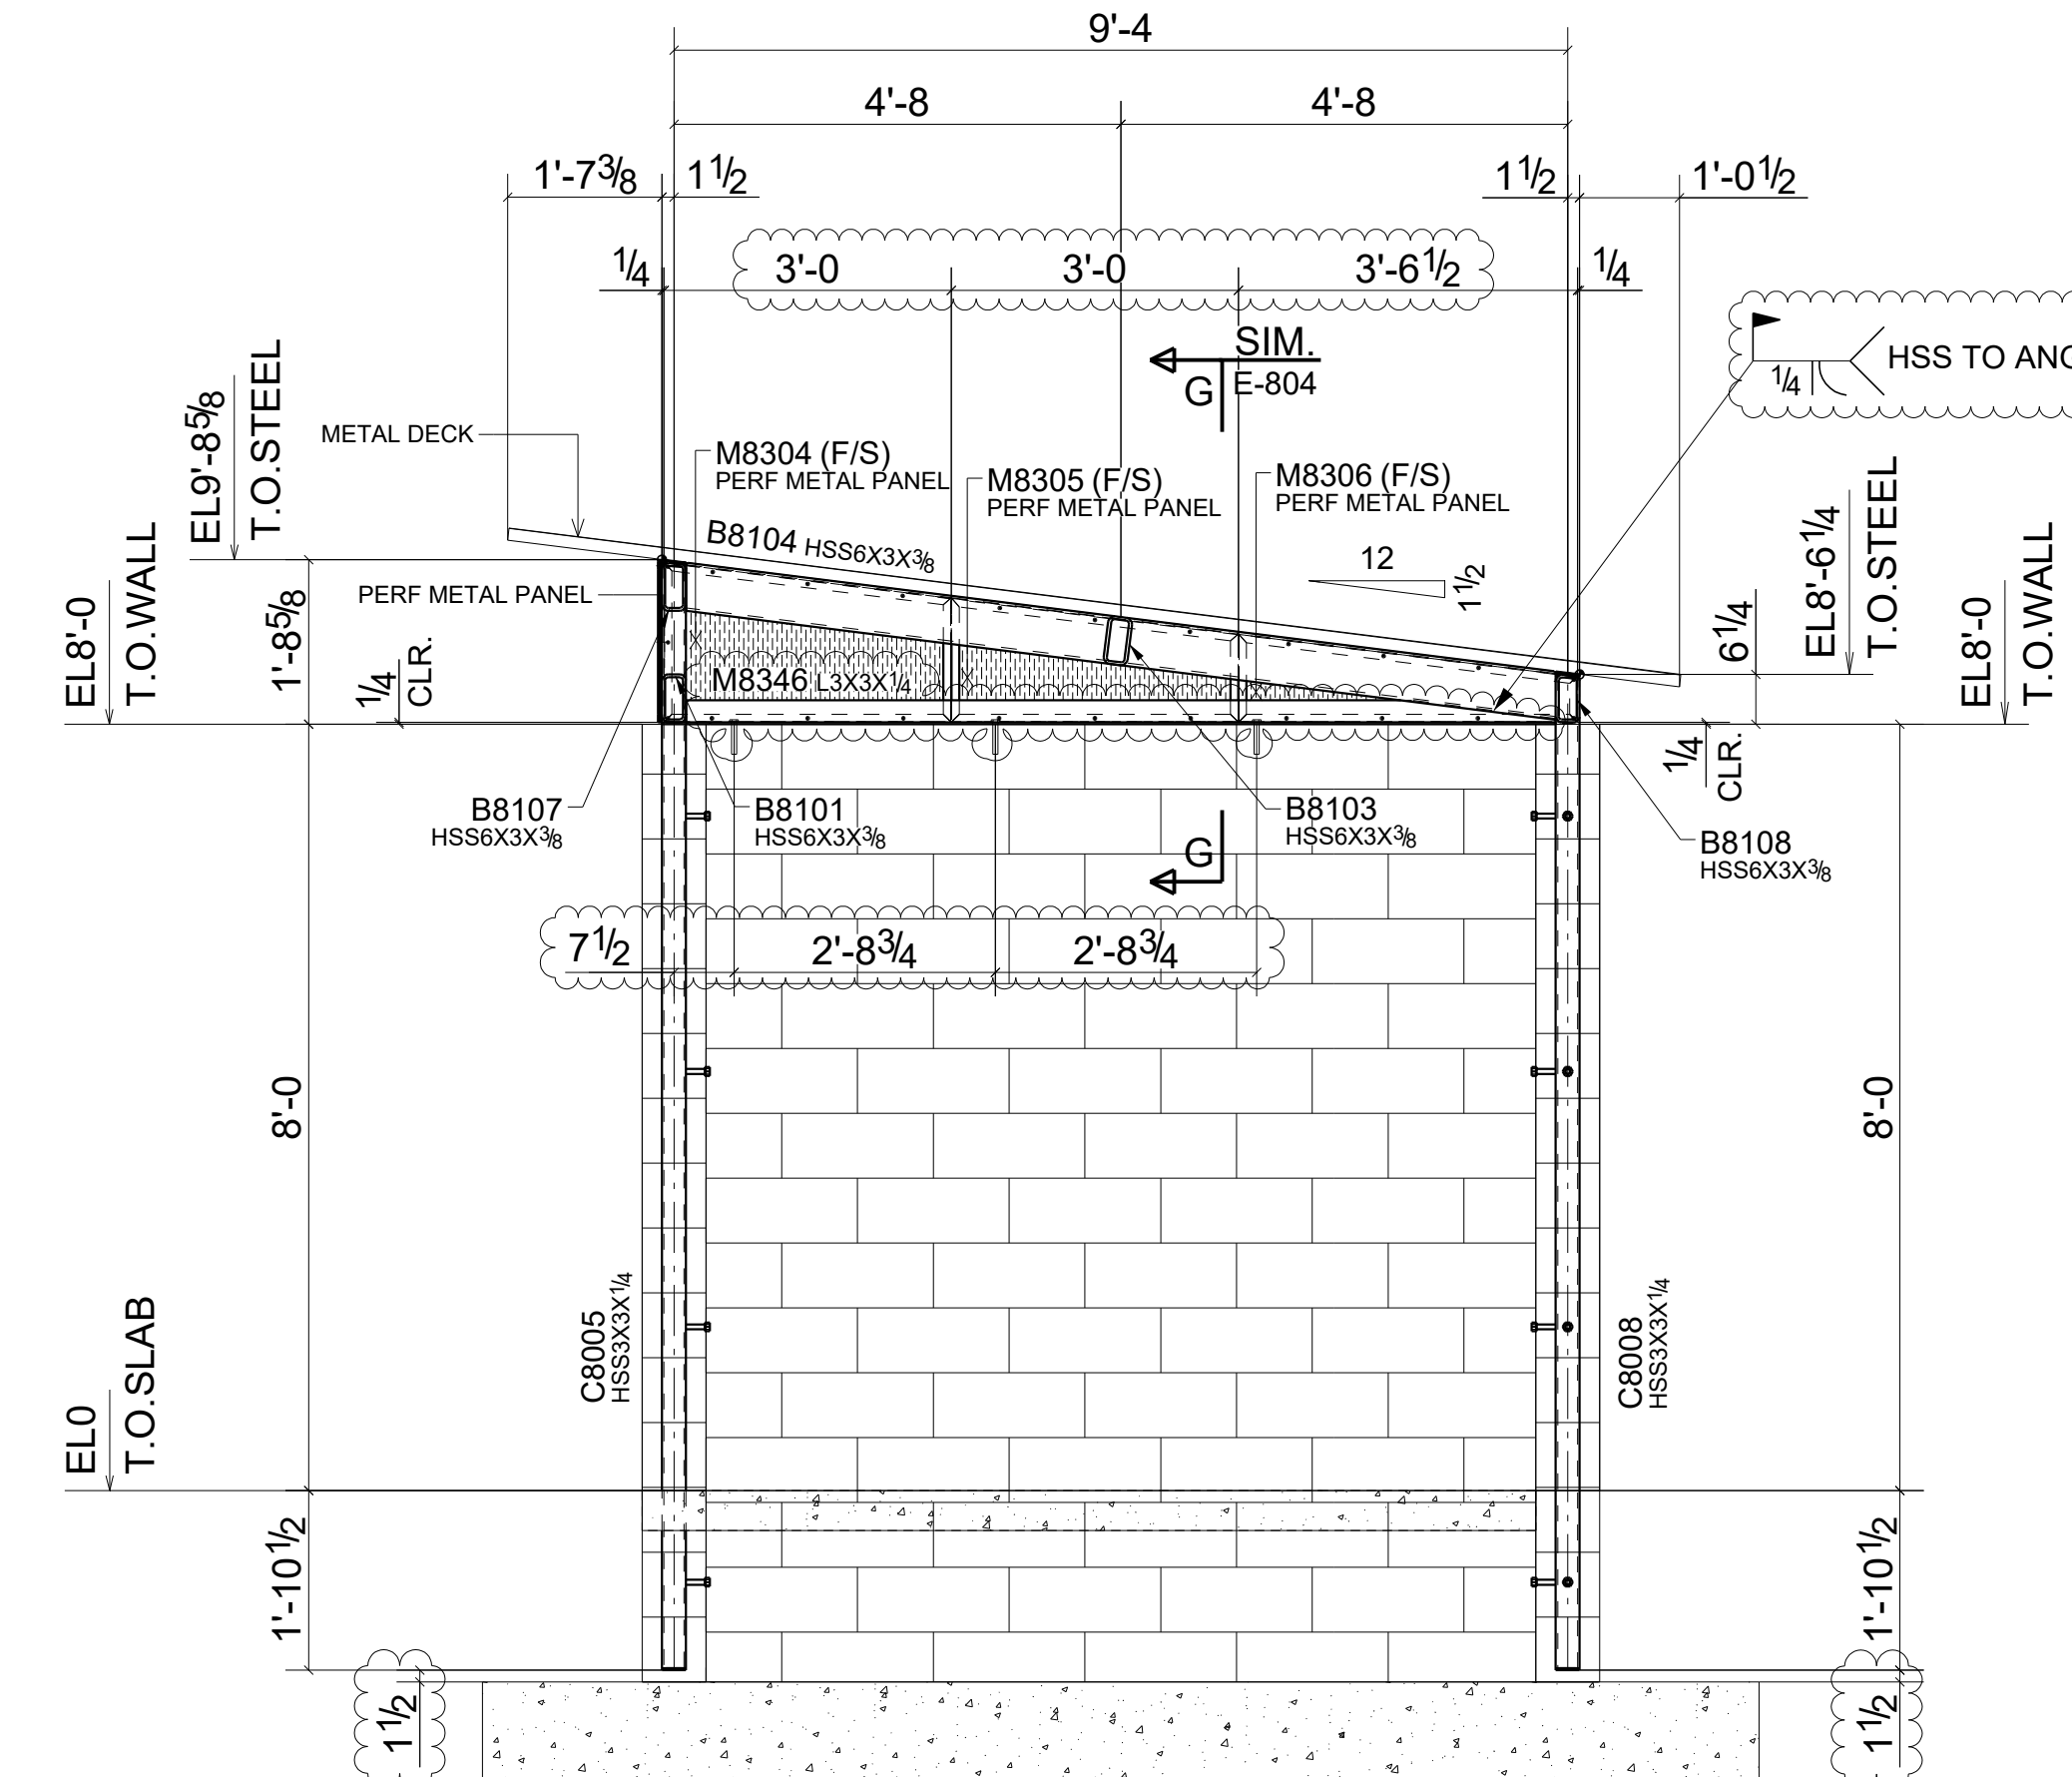 9'-4
4'-8
4'-8
1'-7 3/8
1 1/2
1 1/2
1'-0 1/2
1/4
3'-0
3'-0
3'-6 1/2
1/4
SIM.
G
E-804
1/4
HSS TO
METAL DECK
M8304 (F/S)
PERF METAL PANEL
M8305 (F/S)
PERF METAL PANEL
M8306 (F/S)
PERF METAL PANEL
EL9'-8 5/8
T.O.STEEL
B8104 HSS6X3X3/8
12
1 1/2
EL8'-6 1/4
T.O.STEEL
EL8'-0
T.O.WALL
PERF METAL PANEL
1'-8 5/8
1/4
CLR.
M8346 L3X3X1/4
6 1/4
EL8'-0
T.O.WALL
1/4
CLR.
B8107
HSS6X3X3/8
B8101
HSS6X3X3/8
B8103
HSS6X3X3/8
B8108
HSS6X3X3/8
G
7 1/2
2'-8 3/4
2'-8 3/4
8'-0
8'-0
C8005
HSS3X3X1/4
C8008
HSS3X3X1/4
EL0
T.O.SLAB
1'-10 1/2
1'-10 1/2
1 1/2
1 1/2